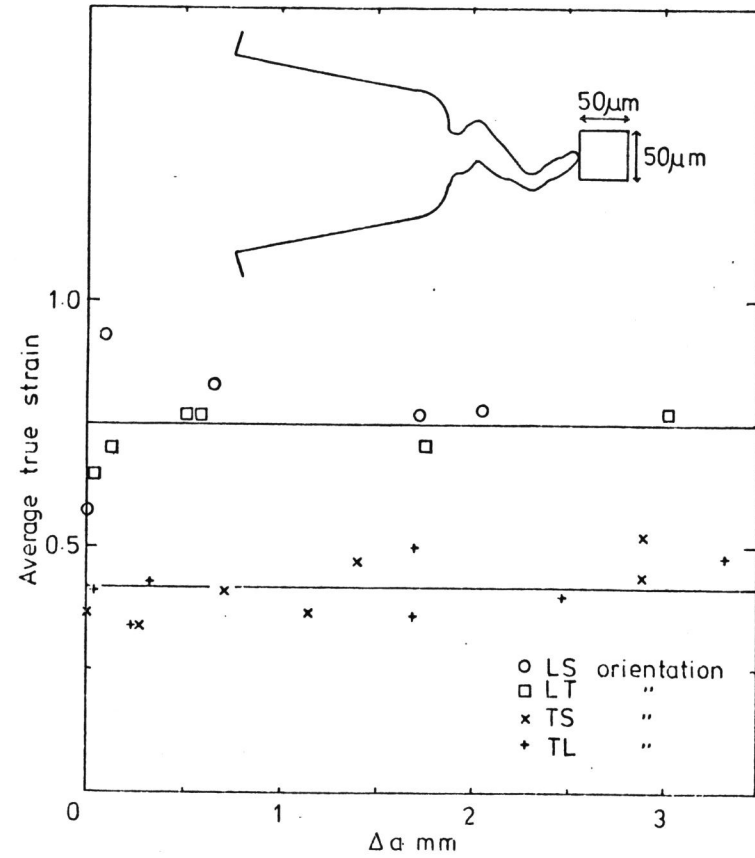 50µm
50µm
1.0
0.5
0
1
2
3
Average true strain
Δa mm
○ LS orientation
□ LT "
× TS "
+ TL "